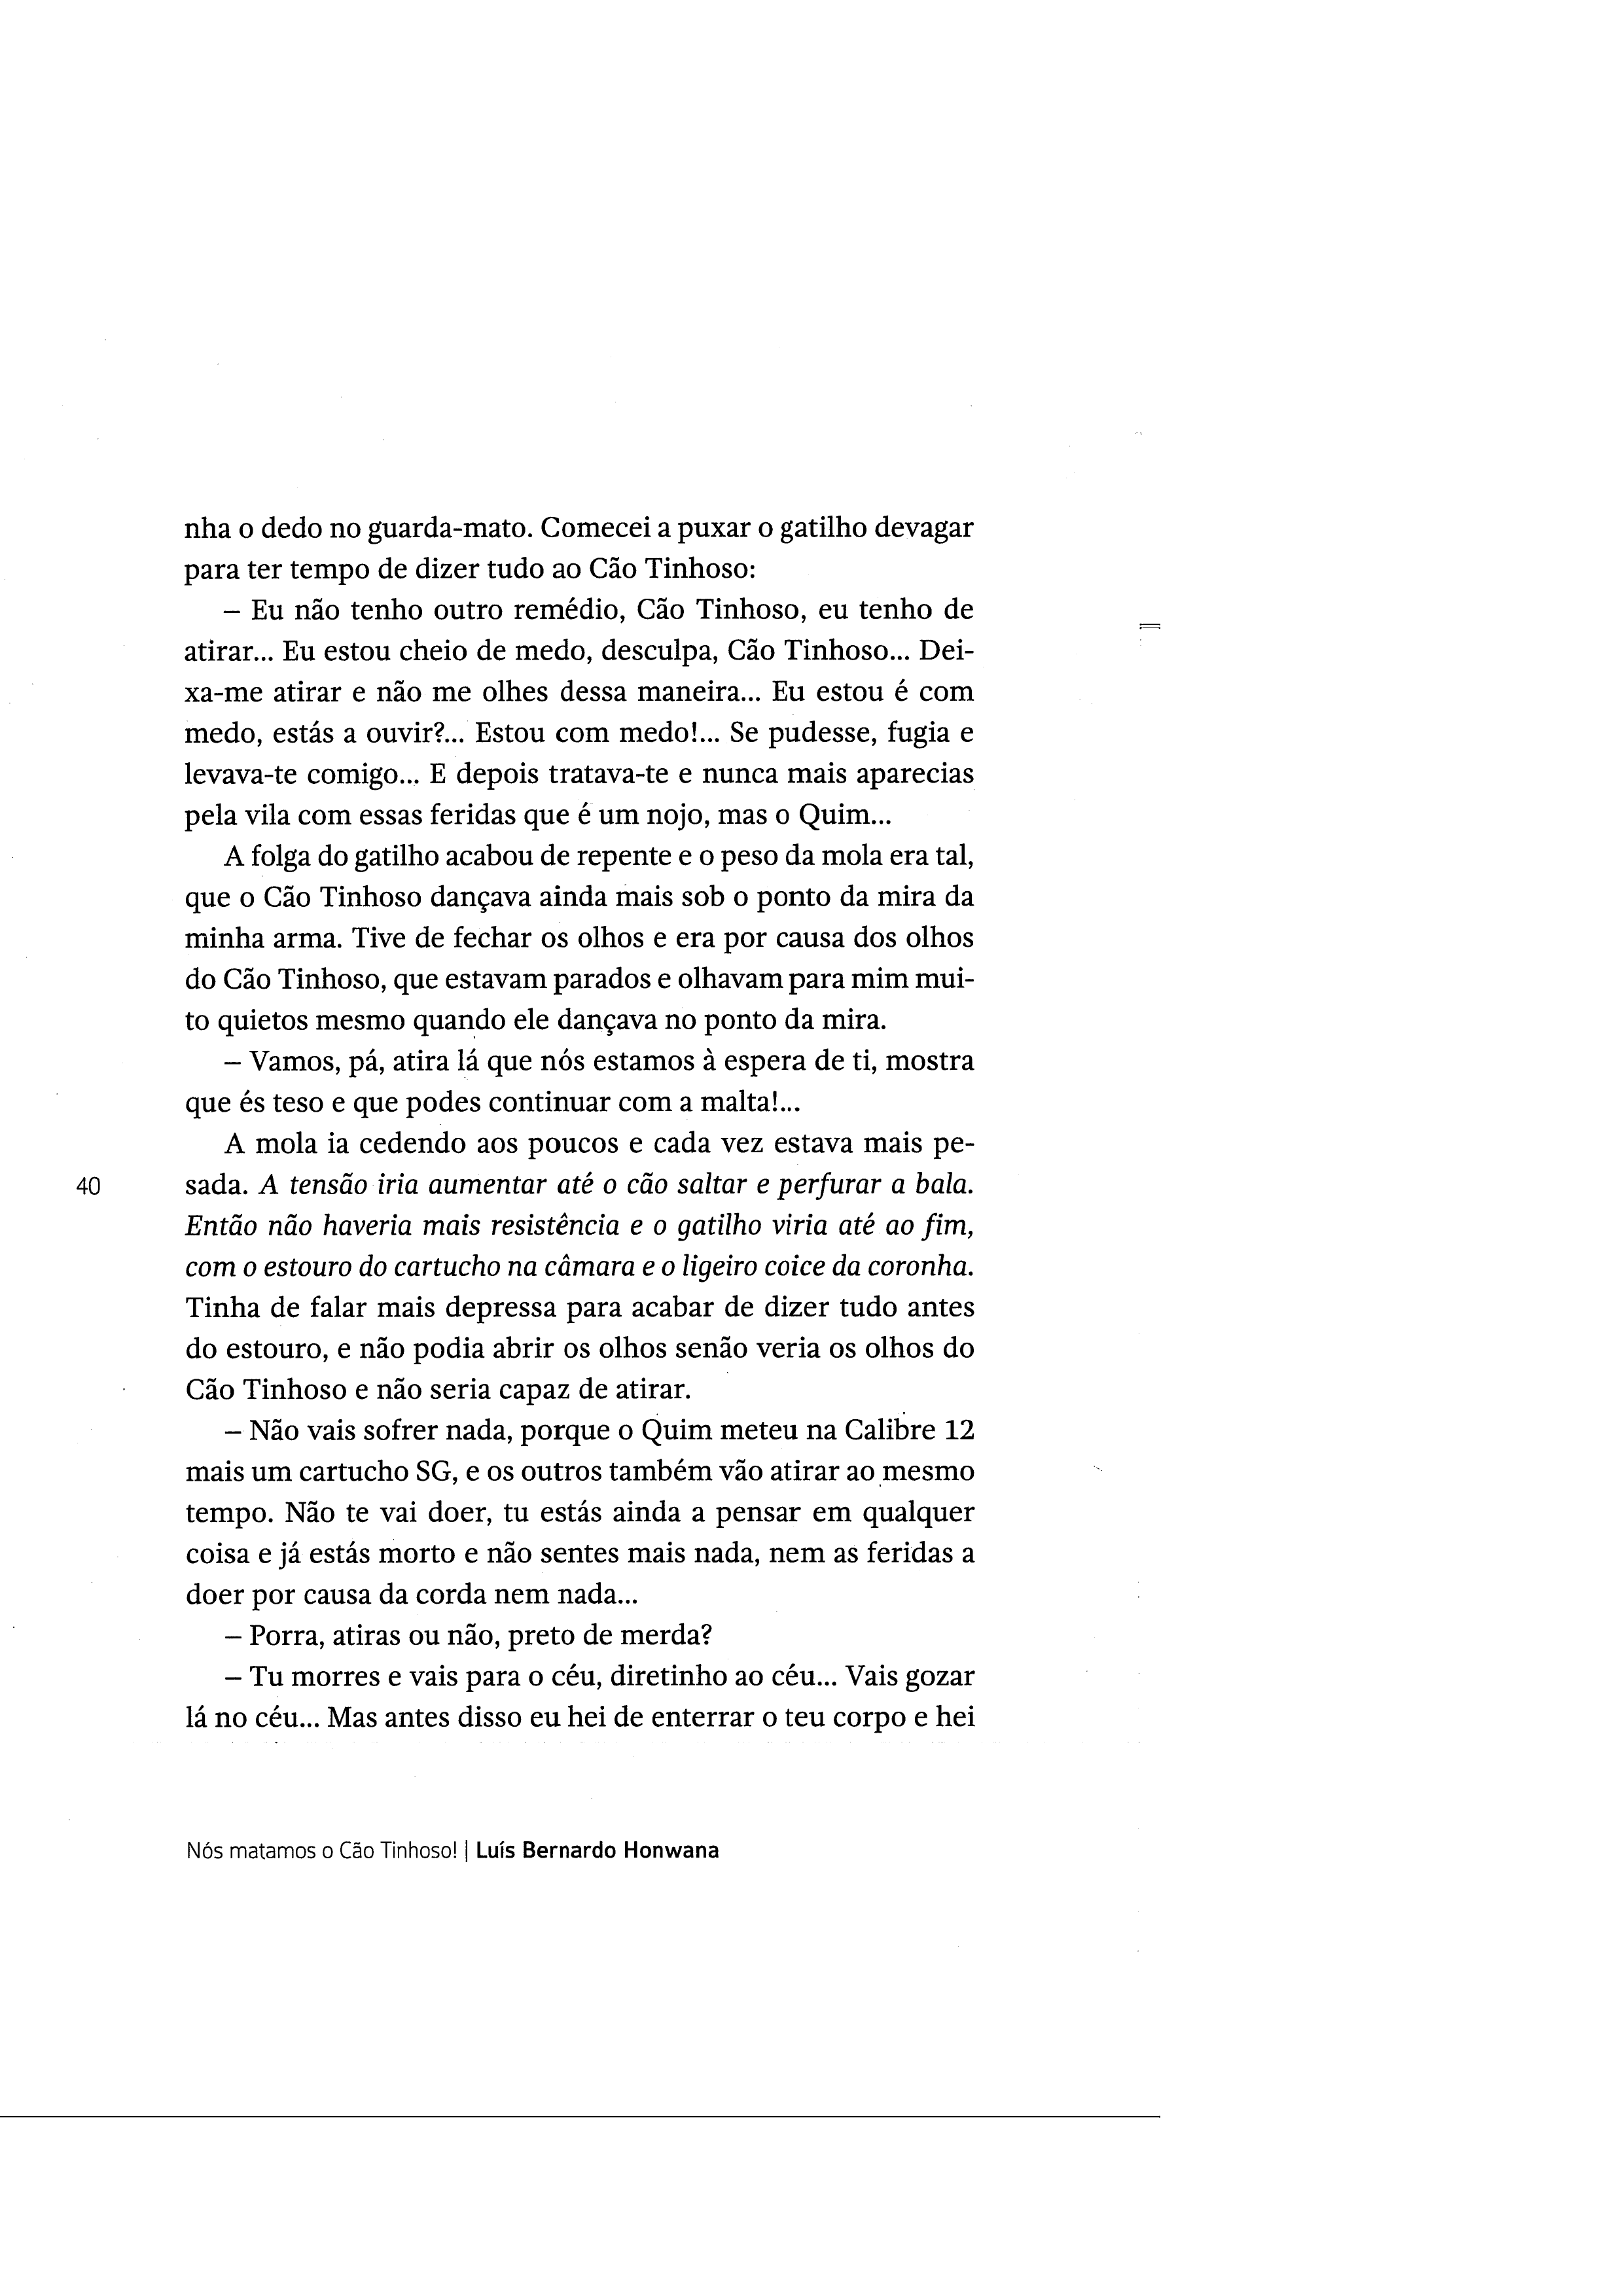 nha o dedo no guarda-mato. Comecei a puxar o gatilho devagar
para ter tempo de dizer tudo ao Cão Tinhoso:
– Eu não tenho outro remédio, Cão Tinhoso, eu tenho de
atirar... Eu estou cheio de medo, desculpa, Cão Tinhoso... Dei-
xa-me atirar e não me olhes dessa maneira... Eu estou é com
medo, estás a ouvir?... Estou com medo!... Se pudesse, fugia e
levava-te comigo... E depois tratava-te e nunca mais aparecias
pela vila com essas feridas que é um nojo, mas o Quim...
A folga do gatilho acabou de repente e o peso da mola era tal,
que o Cão Tinhoso dançava ainda mais sob o ponto da mira da
minha arma. Tive de fechar os olhos e era por causa dos olhos
do Cão Tinhoso, que estavam parados e olhavam para mim mui-
to quietos mesmo quando ele dançava no ponto da mira.
– Vamos, pá, atira lá que nós estamos à espera de ti, mostra
que és teso e que podes continuar com a malta!...
A mola ia cedendo aos poucos e cada vez estava mais pe-
40
sada. A tensão iria aumentar até o cão saltar e perfurar a bala.
Então não haveria mais resistência e o gatilho viria até ao fim,
com o estouro do cartucho na câmara e o ligeiro coice da coronha.
Tinha de falar mais depressa para acabar de dizer tudo antes
do estouro, e não podia abrir os olhos senão veria os olhos do
Cão Tinhoso e não seria capaz de atirar.
– Não vais sofrer nada, porque o Quim meteu na Calibre 12
mais um cartucho SG, e os outros também vão atirar ao mesmo
tempo. Não te vai doer, tu estás ainda a pensar em qualquer
coisa e já estás morto e não sentes mais nada, nem as feridas a
doer por causa da corda nem nada...
– Porra, atiras ou não, preto de merda?
– Tu morres e vais para o céu, diretinho ao céu... Vais gozar
lá no céu... Mas antes disso eu hei de enterrar o teu corpo e hei
Nós matamos o Cão Tinhoso! | Luís Bernardo Honwana